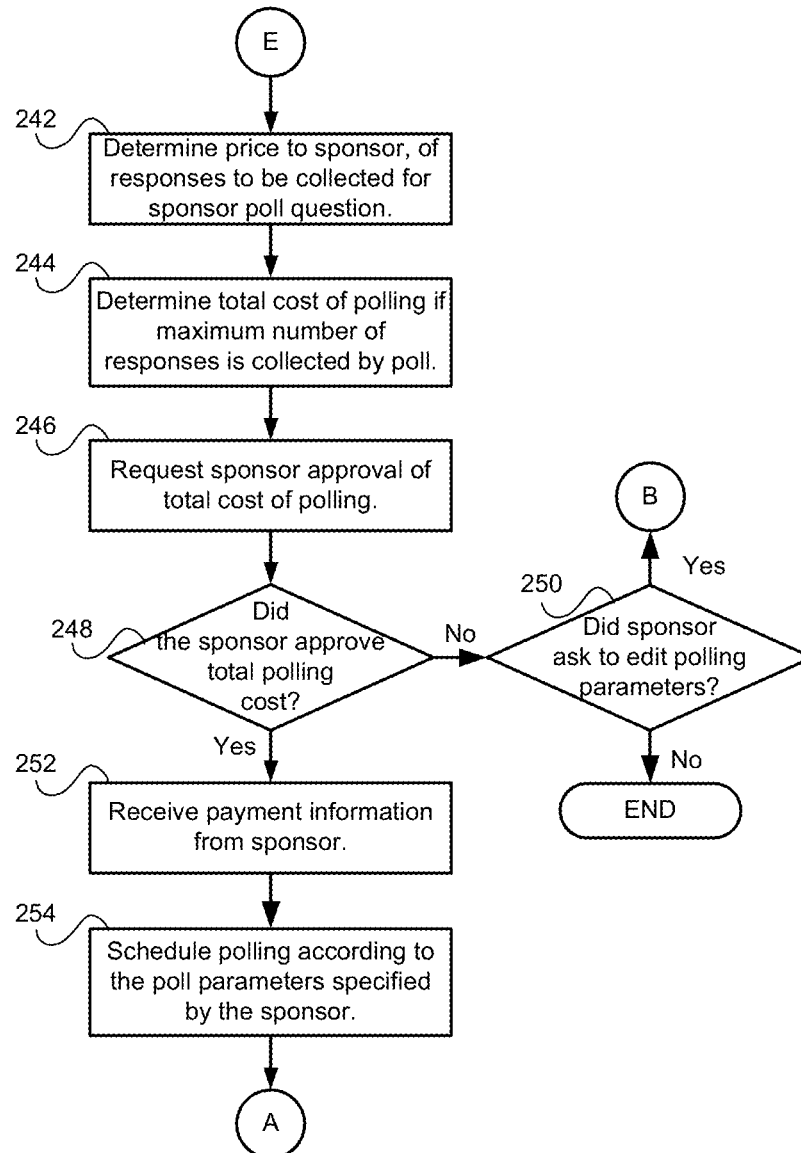 E
242
Determine price to sponsor, of
responses to be collected for
sponsor poll question.
244
Determine total cost of polling if
maximum number of
responses is collected by poll.
246
Request sponsor approval of
total cost of polling.
B
Yes
250
248
Did
the sponsor approve
total polling
cost?
No
Did sponsor
ask to edit polling
parameters?
Yes
No
252
Receive payment information
from sponsor.
END
254
Schedule polling according to
the poll parameters specified
by the sponsor.
A